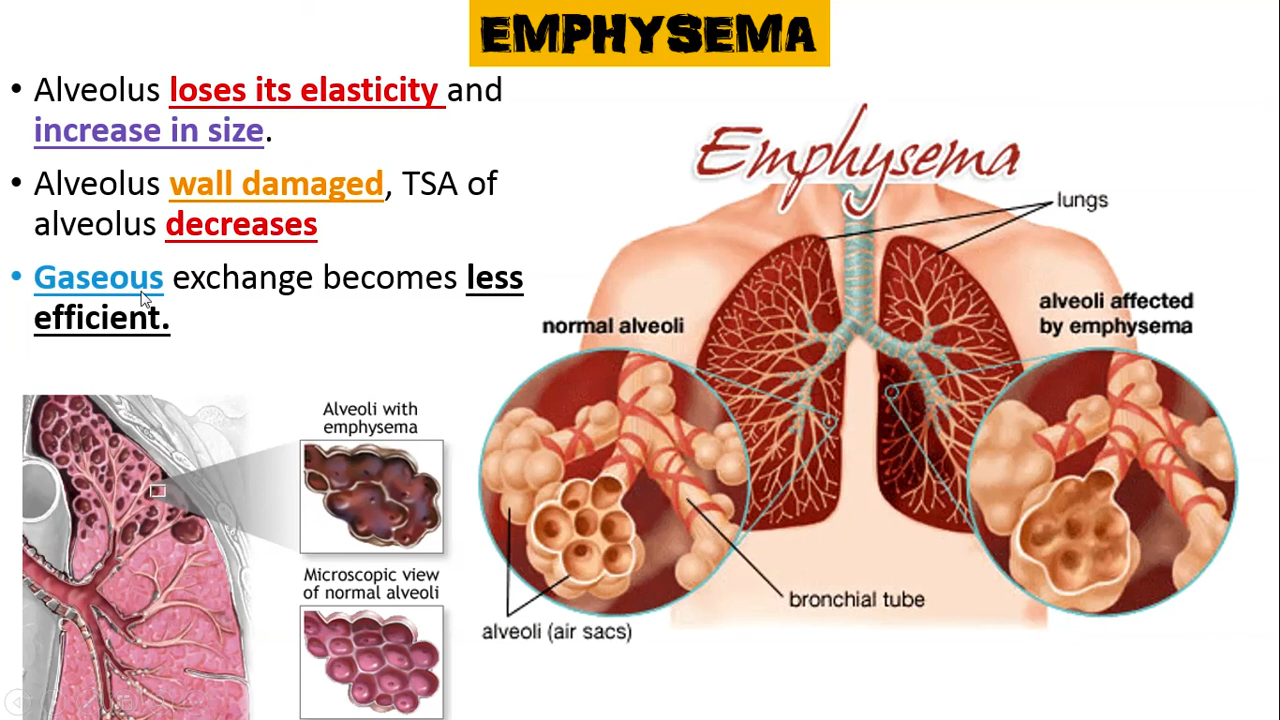 EMPHYSEMA
• Alveolus loses its elasticity and
increase in size.
• Alveolus wall damaged, TSA of
alveolus decreases
• Gaseous exchange becomes less
efficient.
Emphysema
lungs
normal alveoli
alveoli affected
by emphysema
bronchial tube
alveoli (air sacs)
Alveoli with
emphysema
Microscopic view
of normal alveoli